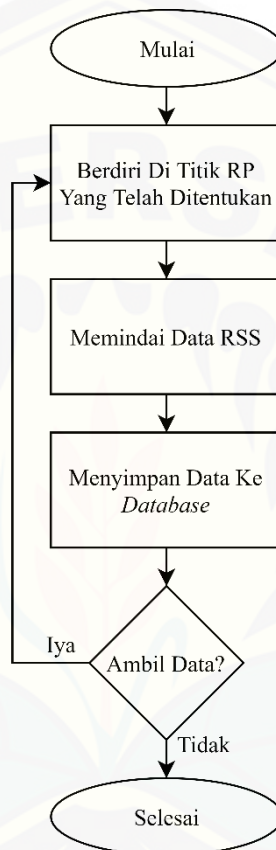 Mulai
Berdiri Di Titik RP
Yang Telah Ditentukan
Memindai Data RSS
Menyimpan Data Ke
Database
Iya
Ambil Data?
Tidak
Selesai